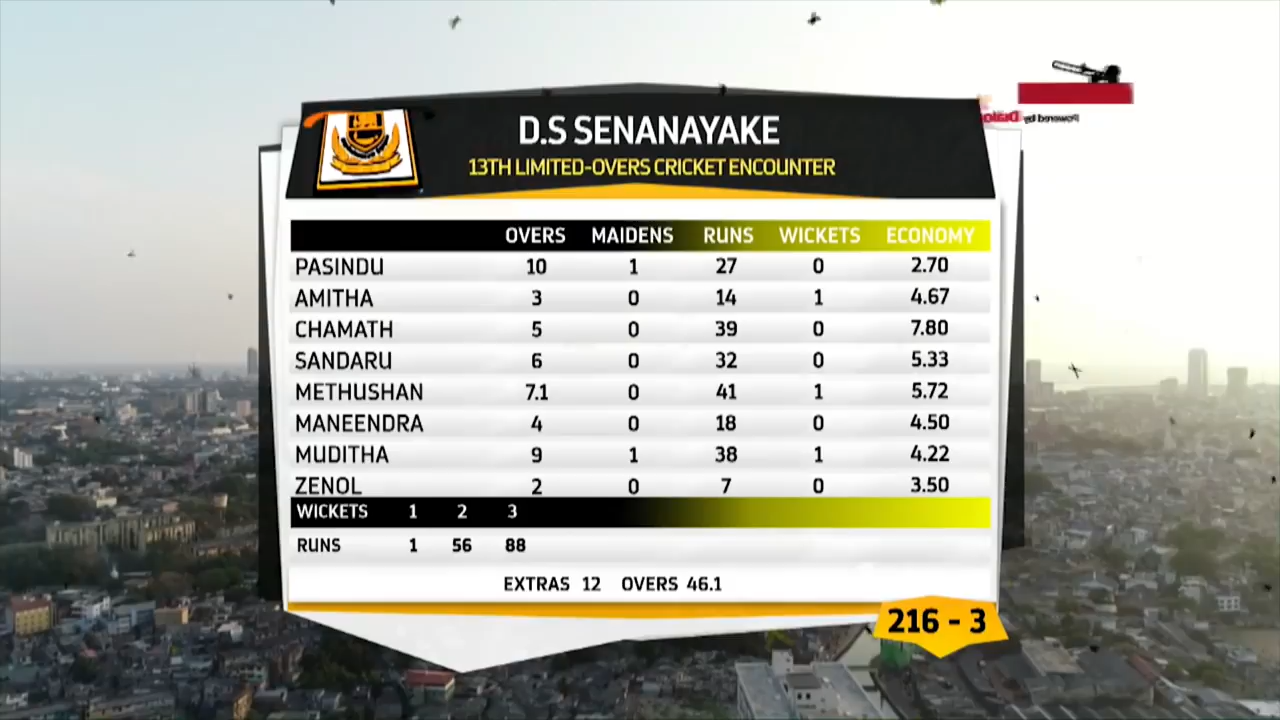 D.S SENANAYAKE
13TH LIMITED-OVERS CRICKET ENCOUNTER
OVERS MAIDENS RUNS WICKETS ECONOMY
PASINDU 10 1 27 0 2.70
AMITHA 3 0 14 1 4.67
CHAMATH 5 0 39 0 7.80
SANDARU 6 0 32 0 5.33
METHUSHAN 7.1 0 41 1 5.72
MANEENDRA 4 0 18 0 4.50
MUDITHA 9 1 38 1 4.22
ZENOL 2 0 7 0 3.50
WICKETS 1 2 3
RUNS 1 56 88
EXTRAS 12 OVERS 46.1
216 - 3
Powered by Dialog